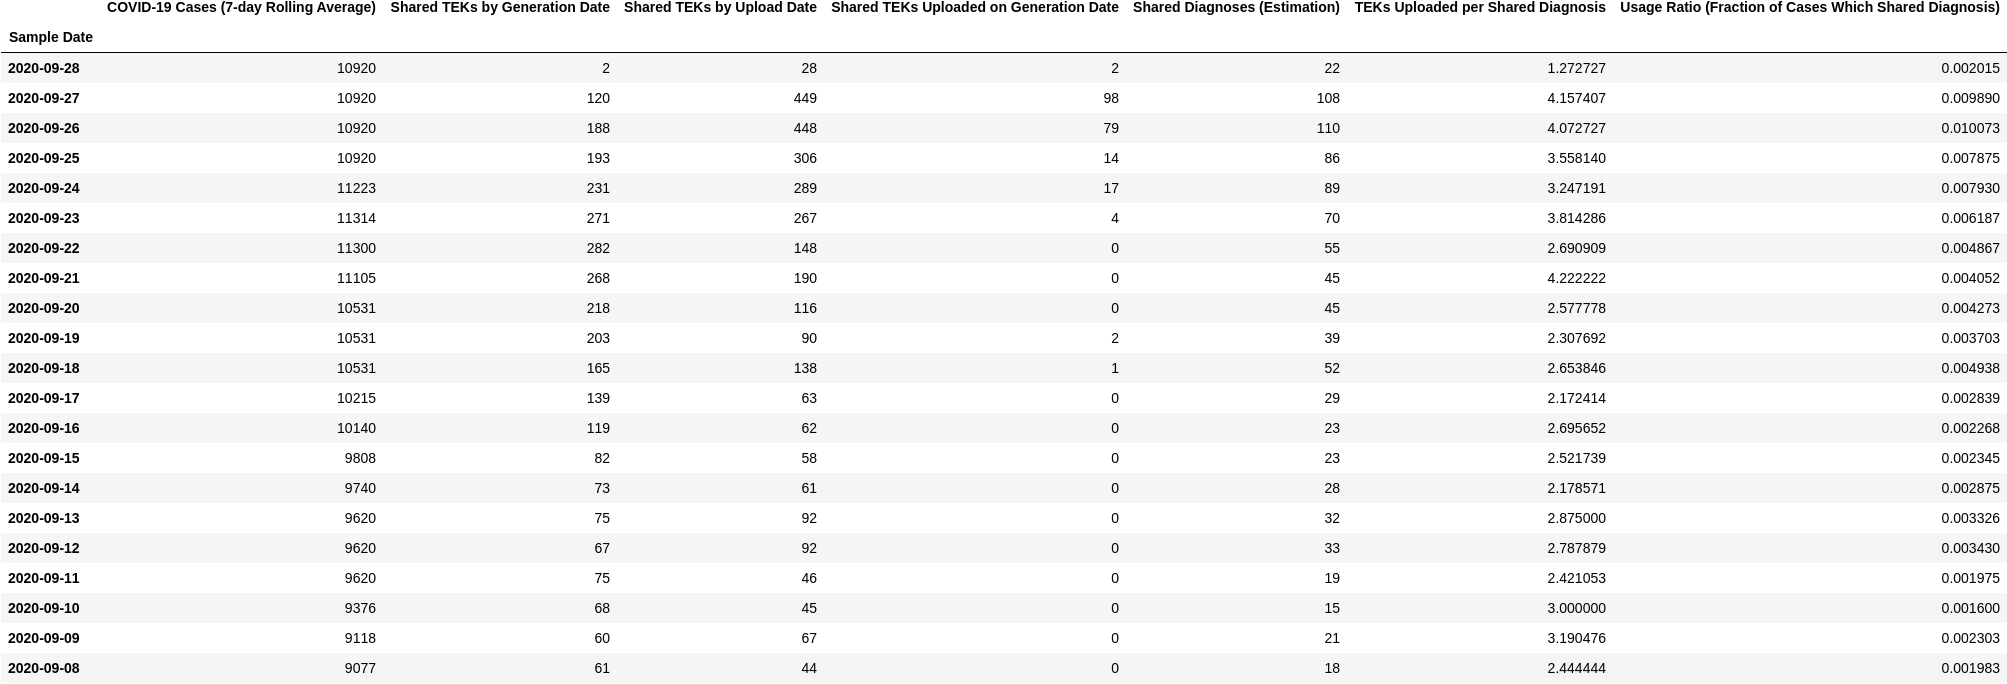 COVID-19 Cases (7-day Rolling Average) Shared TEKs by Generation Date Shared TEKs by Upload Date Shared TEKs Uploaded on Generation Date Shared Diagnoses (Estimation) TEKs Uploaded per Shared Diagnosis Usage Ratio (Fraction of Cases Which Shared Diagnosis)
Sample Date
2020-09-28 10920 2 28 2 22 1.272727 0.002015
2020-09-27 10920 120 449 98 108 4.157407 0.009890
2020-09-26 10920 188 448 79 110 4.072727 0.010073
2020-09-25 10920 193 306 14 86 3.558140 0.007875
2020-09-24 11223 231 289 17 89 3.247191 0.007930
2020-09-23 11314 271 267 4 70 3.814286 0.006187
2020-09-22 11300 282 148 0 55 2.690909 0.004867
2020-09-21 11105 268 190 0 45 4.222222 0.004052
2020-09-20 10531 218 116 0 45 2.577778 0.004273
2020-09-19 10531 203 90 2 39 2.307692 0.003703
2020-09-18 10531 165 138 1 52 2.653846 0.004938
2020-09-17 10215 139 63 0 29 2.172414 0.002839
2020-09-16 10140 119 62 0 23 2.695652 0.002268
2020-09-15 9808 82 58 0 23 2.521739 0.002345
2020-09-14 9740 73 61 0 28 2.178571 0.002875
2020-09-13 9620 75 92 0 32 2.875000 0.003326
2020-09-12 9620 67 92 0 33 2.787879 0.003430
2020-09-11 9620 75 46 0 19 2.421053 0.001975
2020-09-10 9376 68 45 0 15 3.000000 0.001600
2020-09-09 9118 60 67 0 21 3.190476 0.002303
2020-09-08 9077 61 44 0 18 2.444444 0.001983